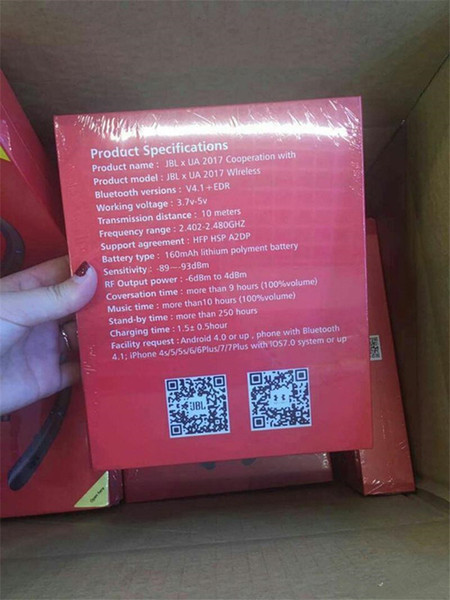 Product Specifications
Product name : JBL x UA 2017 Cooperation with
Product model : JBL x UA 2017 Wlreless
Bluetooth versions : V4.1+EDR
Working voltage : 3.7v-5v
Transmission distance : 10 meters
Frequency range : 2.402-2.480GHZ
Support agreement : HFP HSP A2DP
Battery type : 160mAh lithium polyment battery
Sensitivity : -89—-93dBm
RF Output power : -6dBm to 4dBm
Coversation time : more than 9 hours (100%volume)
Music time : more than10 hours (100%volume)
Stand-by time : more than 250 hours
Charging time : 1.5± 0.5hour
Facility request : Android 4.0 or up , phone with Bluetooth
4.1; iPhone 4s/5/5s/6/6Plus/7/7Plus with IOS7.0 system or up
JBL